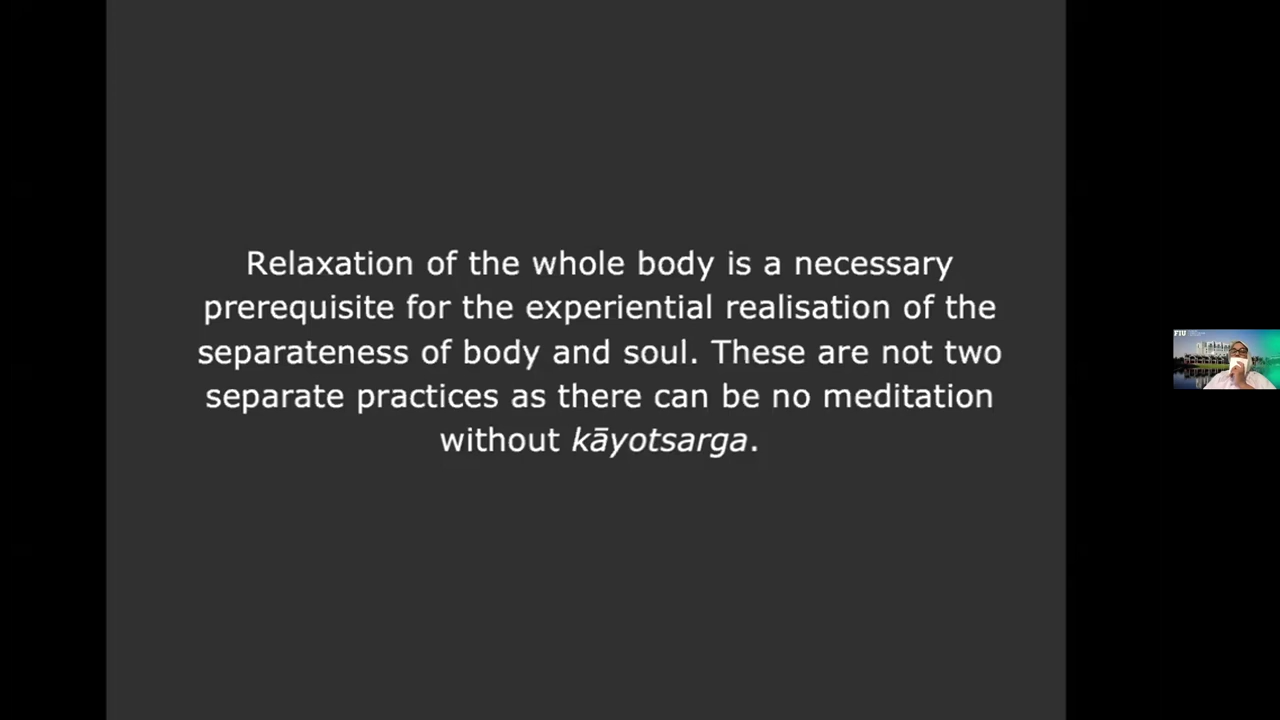 Relaxation of the whole body is a necessary
prerequisite for the experiential realisation of the
separateness of body and soul. These are not two
separate practices as there can be no meditation
without kāyotsarga.
FIU